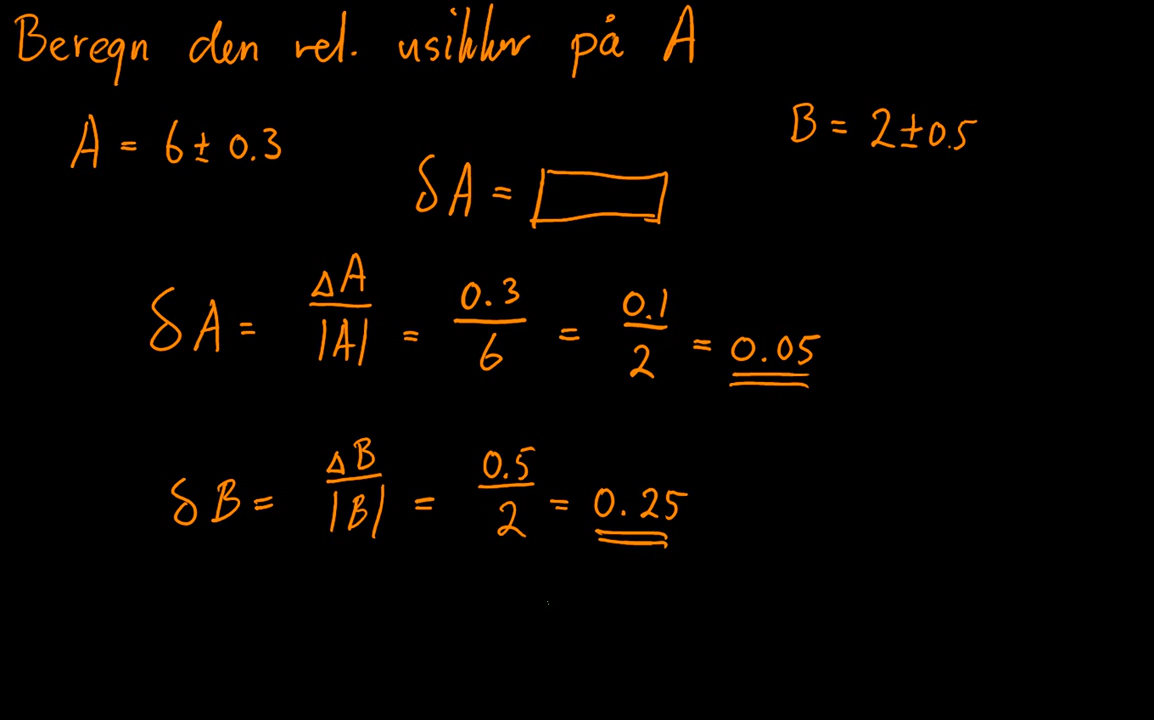 Beregn den rel. usikker på A
A = 6 ± 0.3
B = 2 ± 0.5
δA =
δA = ΔA/|A| = 0.3/6 = 0.1/2 = 0.05
δB = ΔB/|B| = 0.5/2 = 0.25